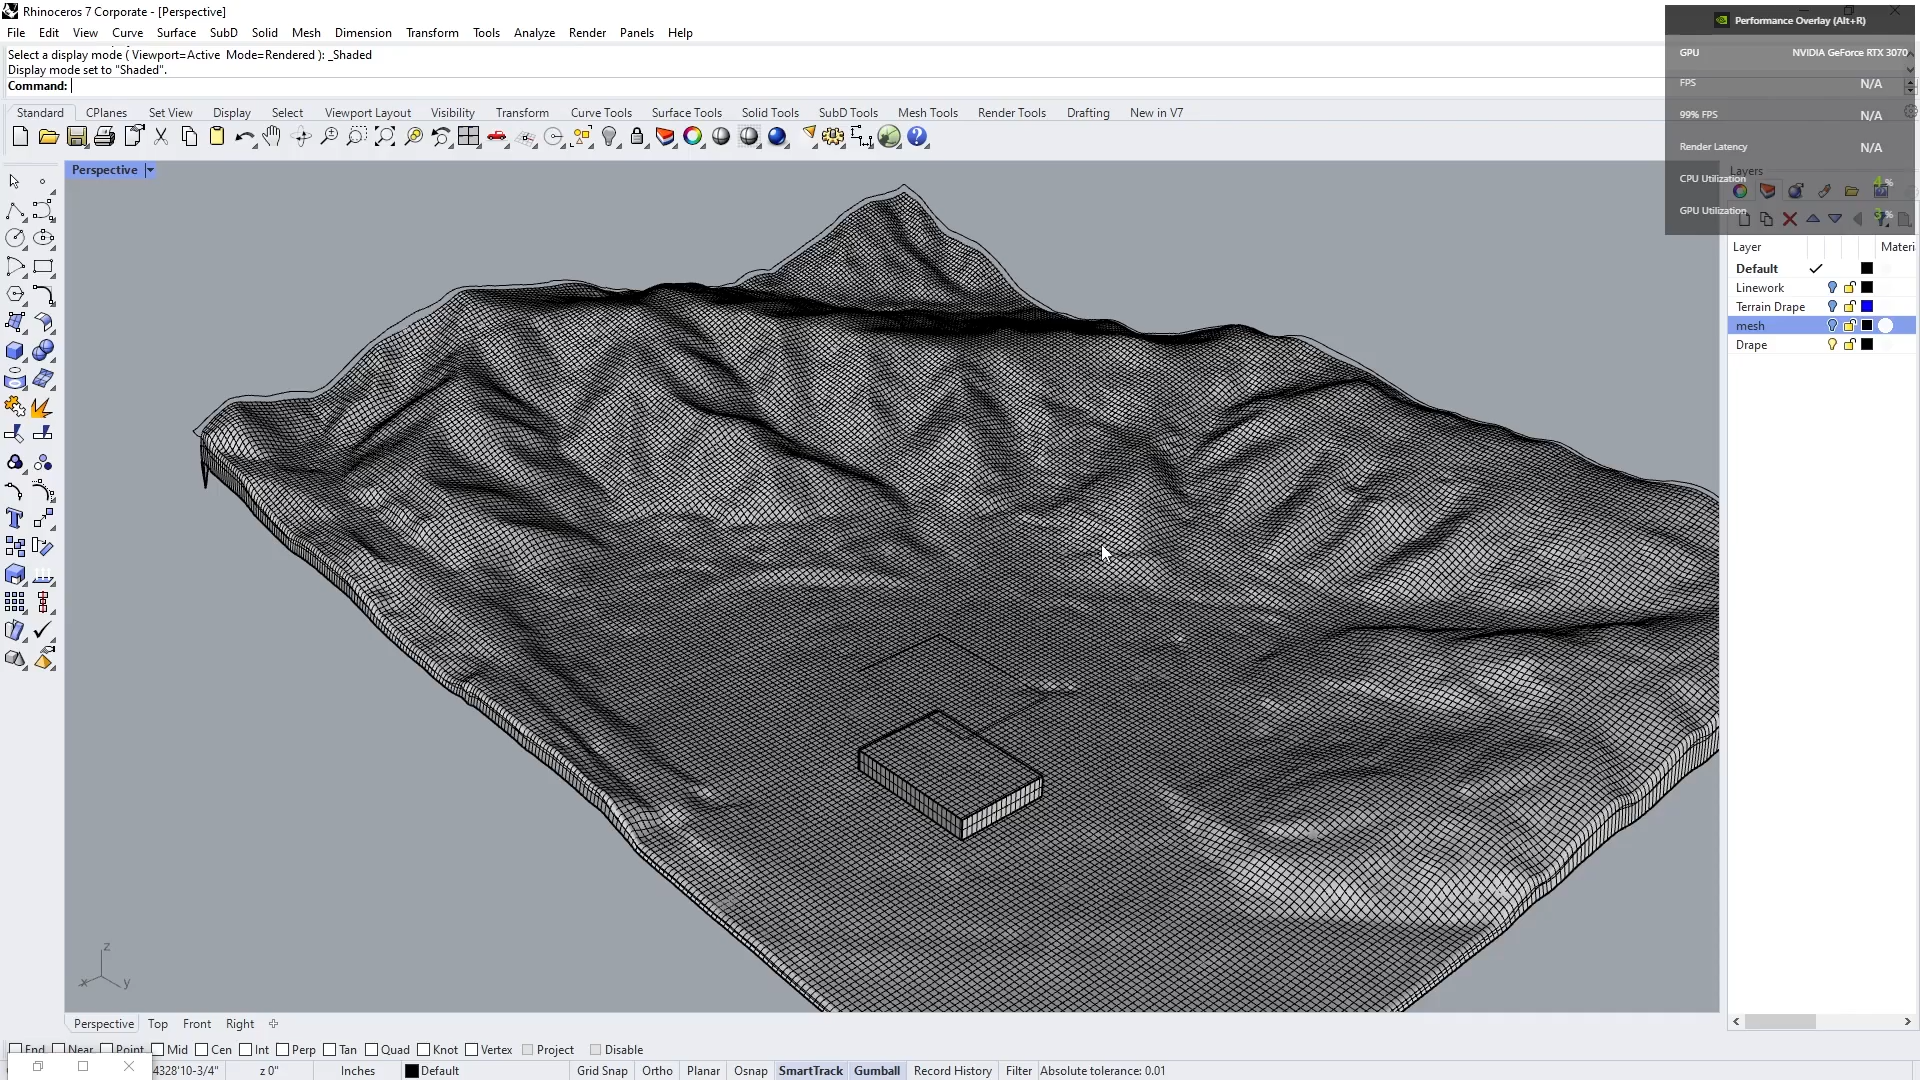 Rhinoceros 7 Corporate - [Perspective]
Performance Overlay (Alt+R)
File Edit View Curve Surface SubD Solid Mesh Dimension Transform Tools Analyze Render Panels Help
Select a display mode ( Viewport=Active Mode=Rendered ): _Shaded
Display mode set to "Shaded".
Command:
GPU NVIDIA GeForce RTX 3070
FPS N/A
99% FPS N/A
Render Latency N/A
CPU Utilization %
GPU Utilization %
Standard CPlanes Set View Display Select Viewport Layout Visibility Transform Curve Tools Surface Tools Solid Tools SubD Tools Mesh Tools Render Tools Drafting New in V7
Perspective
Layers
Layer Materi
Default
Linework
Terrain Drape
mesh
Drape
z
x y
Perspective Top Front Right
End Near Point Mid Cen Int Perp Tan Quad Knot Vertex Project Disable
4328'10-3/4" z 0" Inches Default Grid Snap Ortho Planar Osnap SmartTrack Gumball Record History Filter Absolute tolerance: 0.01